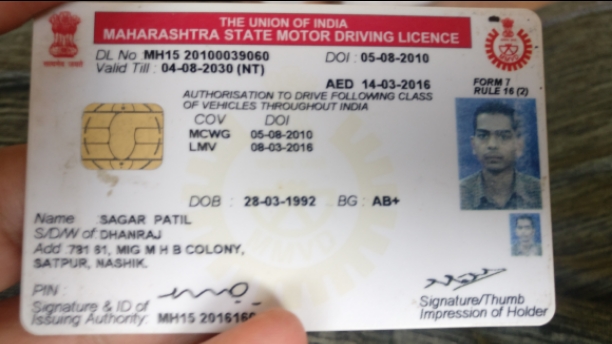 THE UNION OF INDIA
MAHARASHTRA STATE MOTOR DRIVING LICENCE
DL No MH15 20100039060 DOI : 05-08-2010
Valid Till : 04-08-2030 (NT)
AED 14-03-2016
FORM 7
RULE 16 (2)
AUTHORISATION TO DRIVE FOLLOWING CLASS
OF VEHICLES THROUGHOUT INDIA
COV DOI
MCWG 05-08-2010
LMV 08-03-2016
DOB : 28-03-1992 BG : AB+
Name : SAGAR PATIL
S/D/W of DHANRAJ
Add MIG M H B COLONY,
SATPUR, NASHIK.
PIN :
Signature & ID of
Issuing Authority: MH15
Signature/Thumb
Impression of Holder